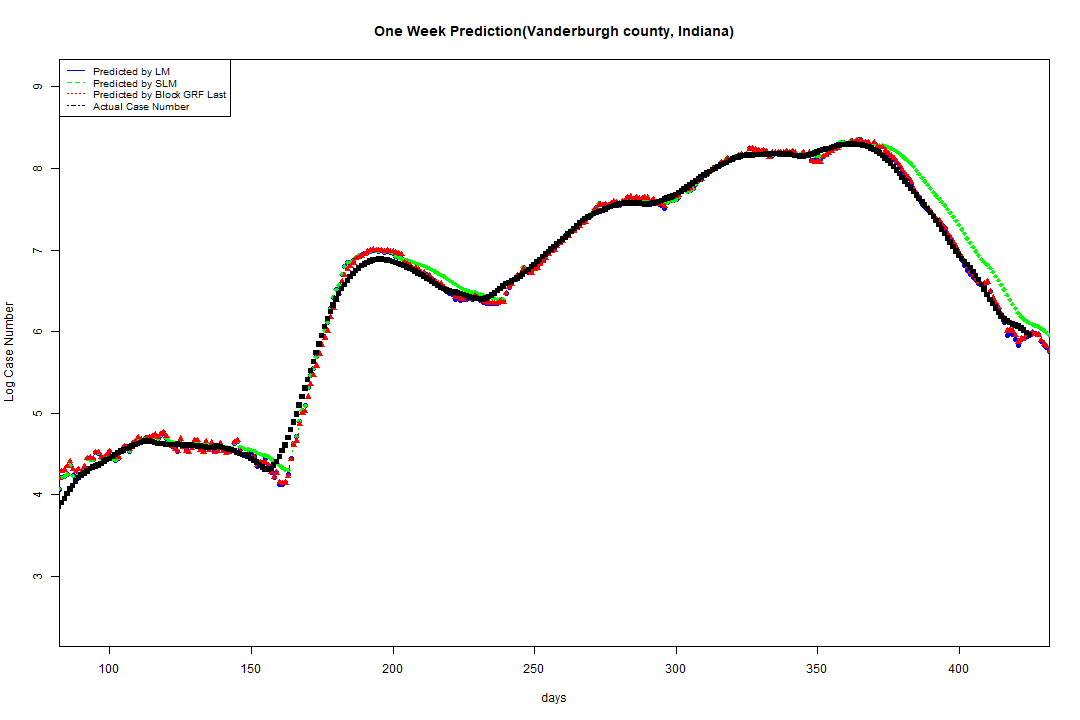 One Week Prediction(Vanderburgh county, Indiana)
Predicted by LM
Predicted by SLM
Predicted by Block GRF Last
Actual Case Number
9
8
7
6
5
4
3
Log Case Number
100 150 200 250 300 350 400
days